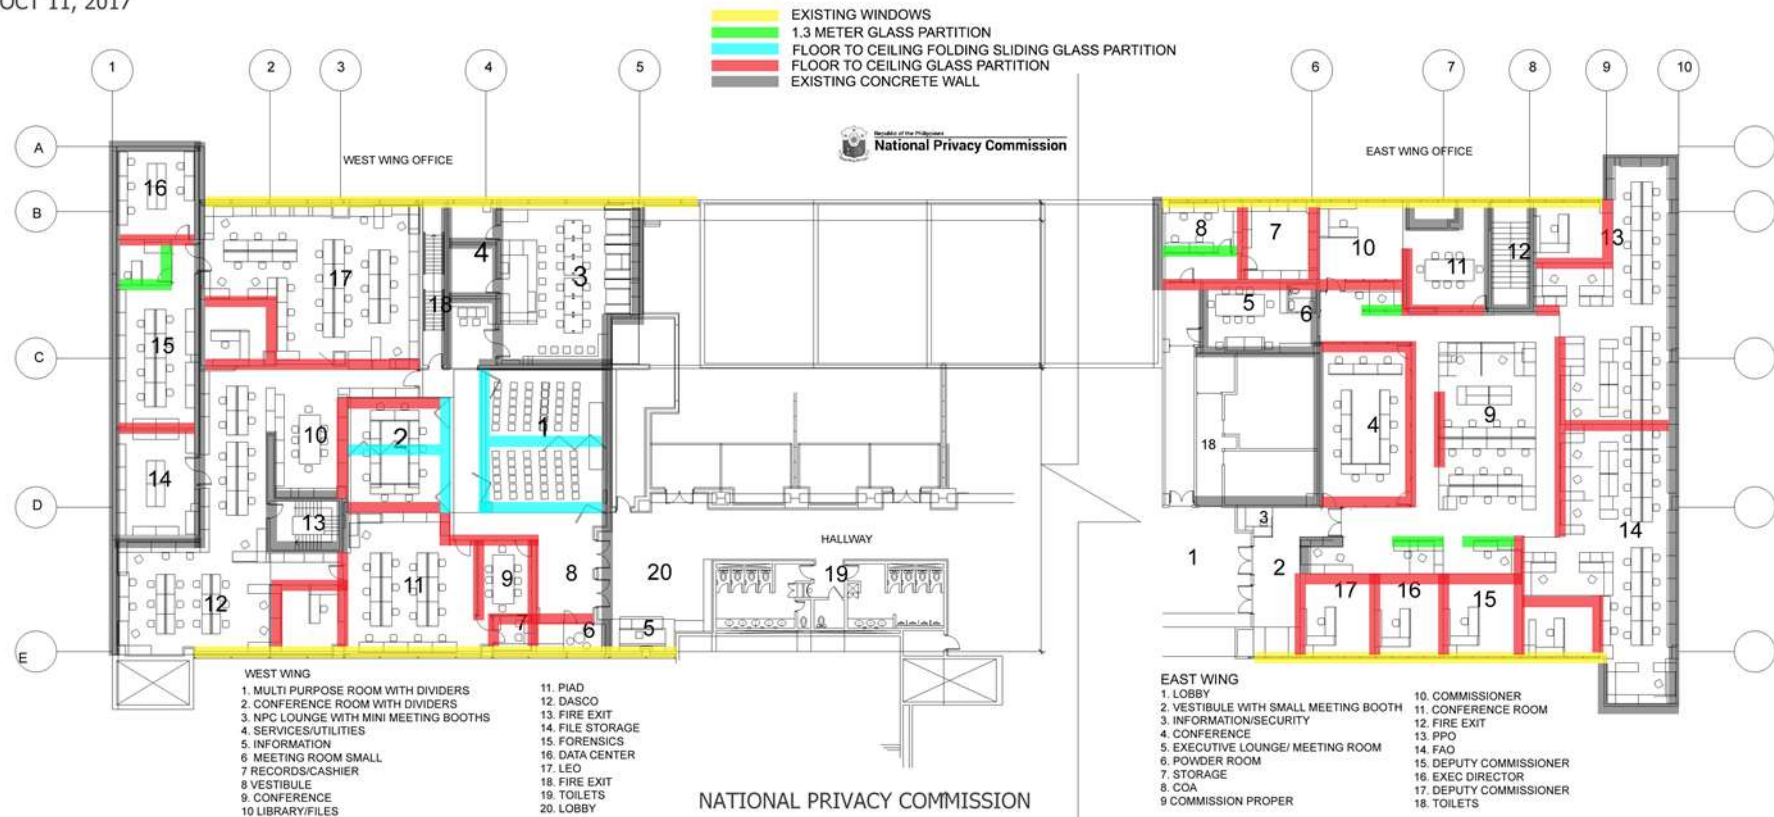 OCT 11, 2017
EXISTING WINDOWS
1.3 METER GLASS PARTITION
FLOOR TO CEILING FOLDING SLIDING GLASS PARTITION
FLOOR TO CEILING GLASS PARTITION
EXISTING CONCRETE WALL
1 2 3 4 5 6 7 8 9 10
Republic of the Philippines
National Privacy Commission
WEST WING OFFICE
EAST WING OFFICE
A
B
C
D
E
16
17
4
3
18
15
10
2
1
14
13
12
11
9
8
7
6
5
20
19
HALLWAY
8
7
10
11
12
13
5
6
4
9
18
14
3
1
2
17
16
15
WEST WING
1. MULTI PURPOSE ROOM WITH DIVIDERS
2. CONFERENCE ROOM WITH DIVIDERS
3. NPC LOUNGE WITH MINI MEETING BOOTHS
4. SERVICES/UTILITIES
5. INFORMATION
6 MEETING ROOM SMALL
7 RECORDS/CASHIER
8 VESTIBULE
9. CONFERENCE
10 LIBRARY/FILES
11. PIAD
12. DASCO
13. FIRE EXIT
14. FILE STORAGE
15. FORENSICS
16. DATA CENTER
17. LEO
18. FIRE EXIT
19. TOILETS
20. LOBBY
NATIONAL PRIVACY COMMISSION
EAST WING
1. LOBBY
2. VESTIBULE WITH SMALL MEETING BOOTH
3. INFORMATION/SECURITY
4. CONFERENCE
5. EXECUTIVE LOUNGE/ MEETING ROOM
6. POWDER ROOM
7. STORAGE
8. COA
9 COMMISSION PROPER
10. COMMISSIONER
11. CONFERENCE ROOM
12. FIRE EXIT
13. PPO
14. FAO
15. DEPUTY COMMISSIONER
16. EXEC DIRECTOR
17. DEPUTY COMMISSIONER
18. TOILETS